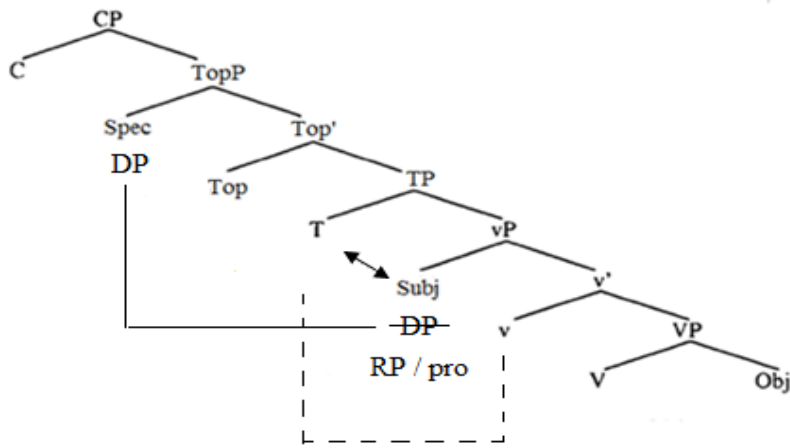 CP
C TopP
Spec Top'
DP
Top TP
T vP
Subj v'
DP v VP
RP / pro
V Obj